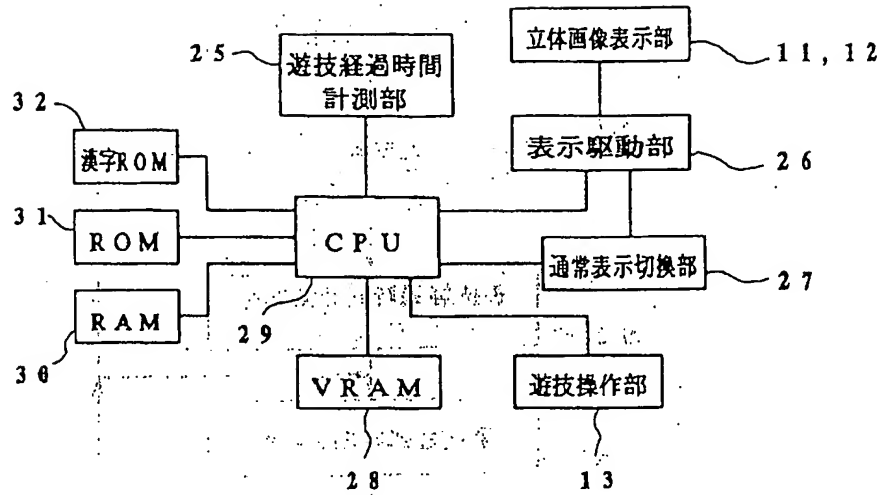 立体画像表示部
25
遊技経過時間
計測部
11,12
32
漢字ROM
表示駆動部
26
31
ROM
CPU
通常表示切換部
27
RAM
29
30
VRAM
遊技操作部
28
13